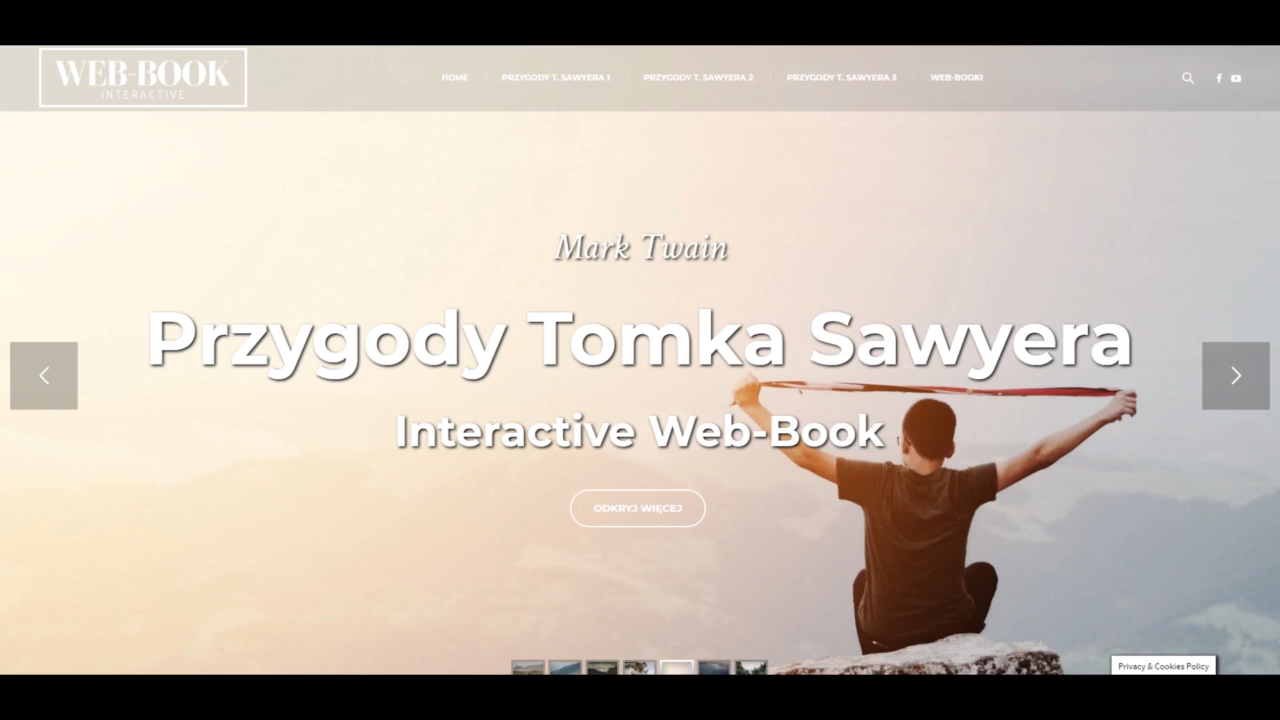 WEB-BOOK
INTERACTIVE
HOME
PRZYGODY T. SAWYERA 1
PRZYGODY T. SAWYERA 2
PRZYGODY T. SAWYERA 3
WEB-BOOKI
Mark Twain
Przygody Tomka Sawyera
Interactive Web-Book
ODKRYJ WIĘCEJ
Privacy & Cookies Policy